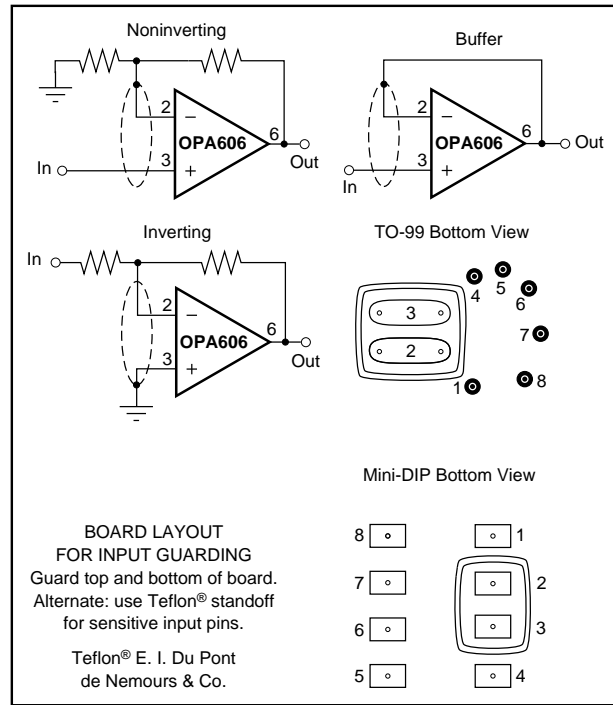 Noninverting
2
−
OPA606
3
+
6
In
Out
Buffer
2
−
OPA606
3
+
6
In
Out
Inverting
In
2
−
OPA606
3
+
6
Out
TO-99 Bottom View
3
2
4
5
6
7
8
1
Mini-DIP Bottom View
8
1
7
2
6
3
5
4
BOARD LAYOUT
FOR INPUT GUARDING
Guard top and bottom of board.
Alternate: use Teflon® standoff
for sensitive input pins.
Teflon® E. I. Du Pont
de Nemours & Co.